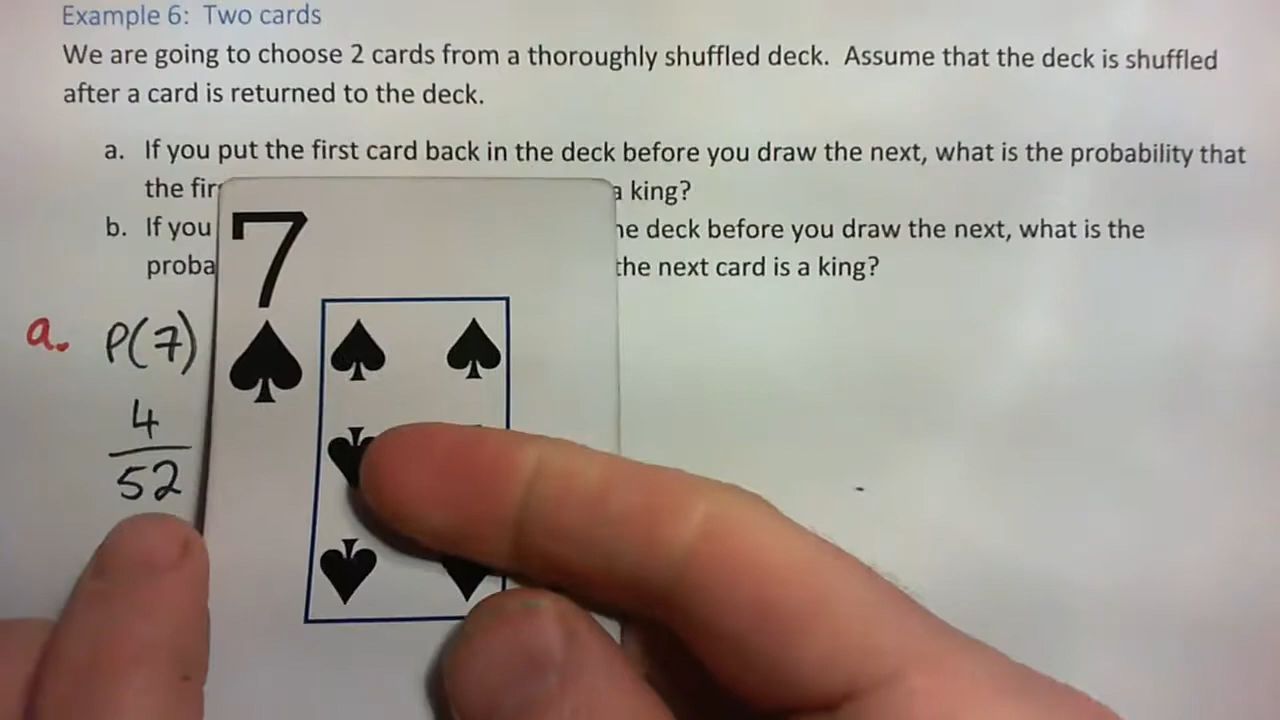 Example 6: Two cards
We are going to choose 2 cards from a thoroughly shuffled deck. Assume that the deck is shuffled
after a card is returned to the deck.
a. If you put the first card back in the deck before you draw the next, what is the probability that
the a king?
b. If you deck before you draw the next, what is the
the next card is a king?
7
a. P(7)
4
52